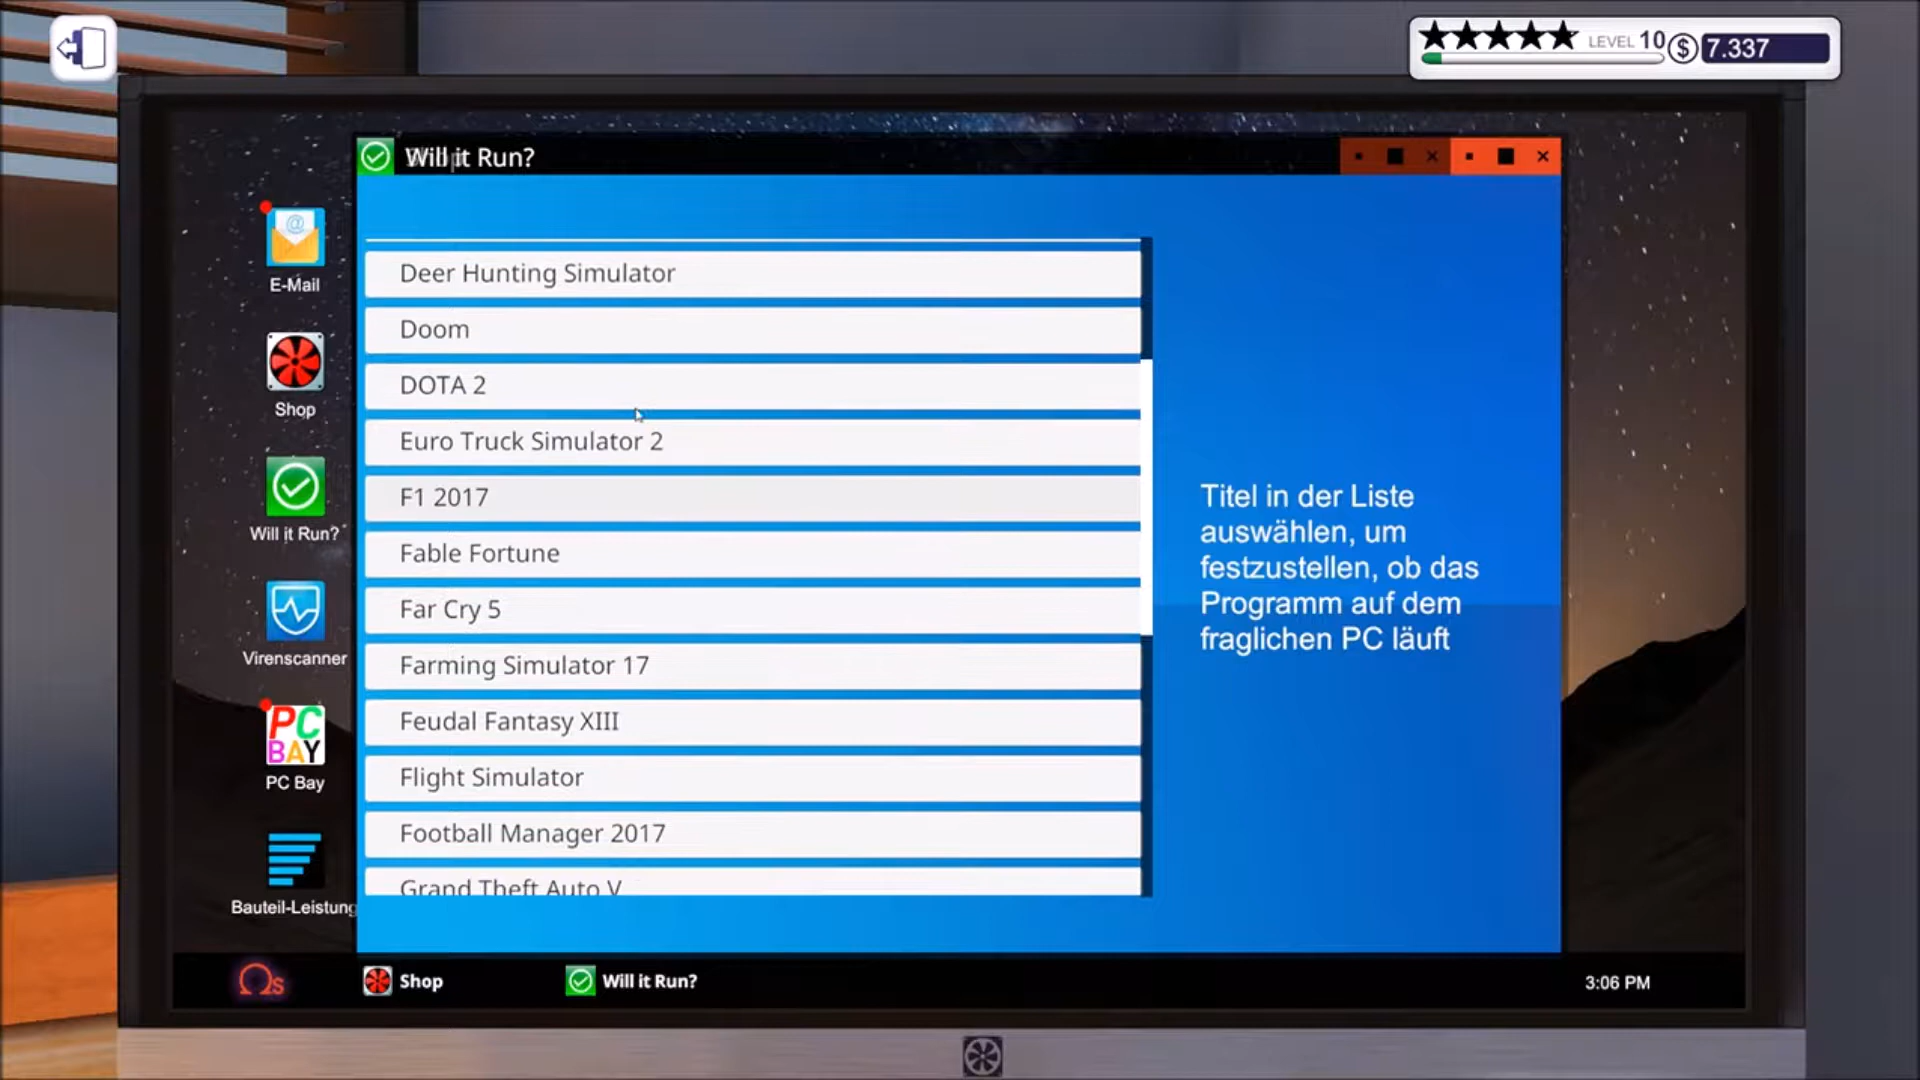 LEVEL 10
7.337
Will it Run?
E-Mail
Shop
Will it Run?
Virenscanner
PC
BAY
PC Bay
Bauteil-Leistung
Deer Hunting Simulator
Doom
DOTA 2
Euro Truck Simulator 2
F1 2017
Fable Fortune
Far Cry 5
Farming Simulator 17
Feudal Fantasy XIII
Flight Simulator
Football Manager 2017
Grand Theft Auto V
Titel in der Liste
auswählen, um
festzustellen, ob das
Programm auf dem
fraglichen PC läuft
Ωs
Shop
Will it Run?
3:06 PM